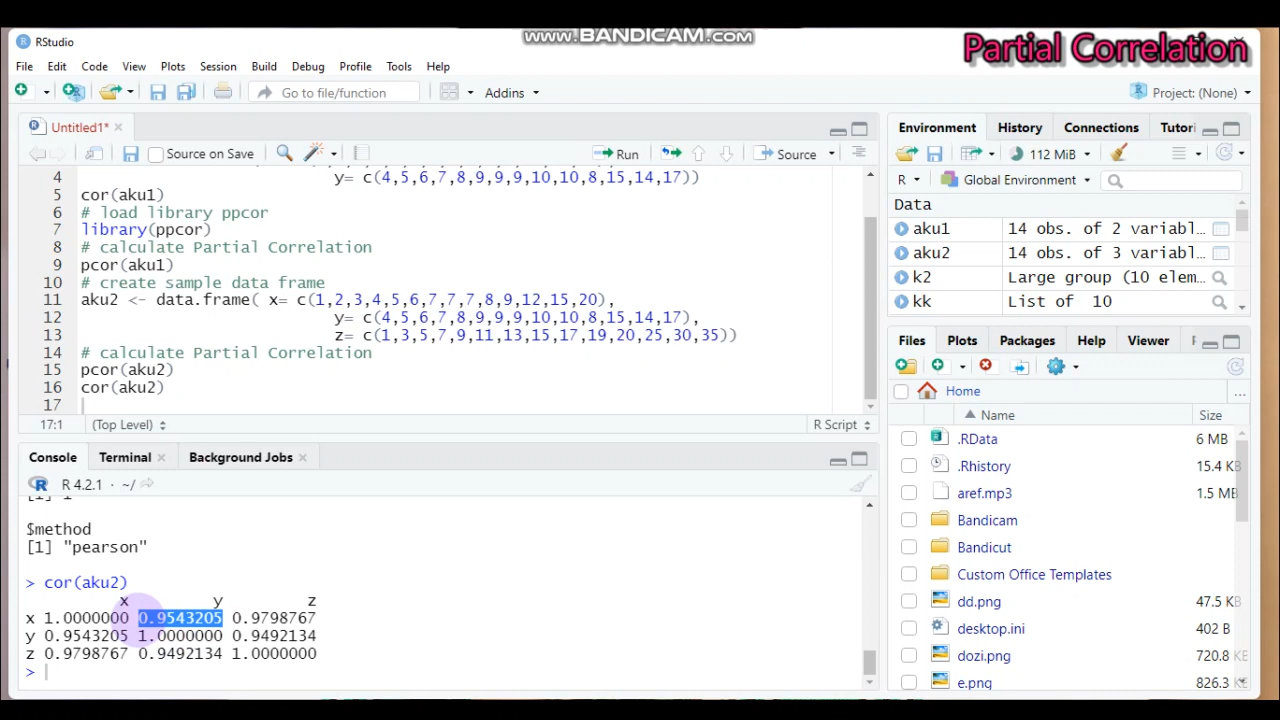 www.BANDICAM.com
RStudio
Partial Correlation
File Edit Code View Plots Session Build Debug Profile Tools Help
Go to file/function Addins Project: (None)
Untitled1*
Source on Save Run Source
4 y= c(4,5,6,7,8,9,9,9,10,10,8,15,14,17))
5 cor(aku1)
6 # load library ppcor
7 library(ppcor)
8 # calculate Partial Correlation
9 pcor(aku1)
10 # create sample data frame
11 aku2 <- data.frame( x= c(1,2,3,4,5,6,7,7,7,8,9,12,15,20),
12 y= c(4,5,6,7,8,9,9,9,10,10,8,15,14,17),
13 z= c(1,3,5,7,9,11,13,15,17,19,20,25,30,35))
14 # calculate Partial Correlation
15 pcor(aku2)
16 cor(aku2)
17
17:1 (Top Level) R Script
Console Terminal Background Jobs
R 4.2.1 · ~/
[1] 1
$method
[1] "pearson"
> cor(aku2)
x y z
x 1.0000000 0.9543205 0.9798767
y 0.9543205 1.0000000 0.9492134
z 0.9798767 0.9492134 1.0000000
>
Environment History Connections Tutori
112 MiB
R Global Environment
Data
aku1 14 obs. of 2 variabl…
aku2 14 obs. of 3 variabl…
k2 Large group (10 elem…
kk List of 10
Files Plots Packages Help Viewer
Home ...
Name Size
.RData 6 MB
.Rhistory 15.4 KB
aref.mp3 1.5 MB
Bandicam
Bandicut
Custom Office Templates
dd.png 47.5 KB
desktop.ini 402 B
dozi.png 720.8 KE
e.png 826.3 KE